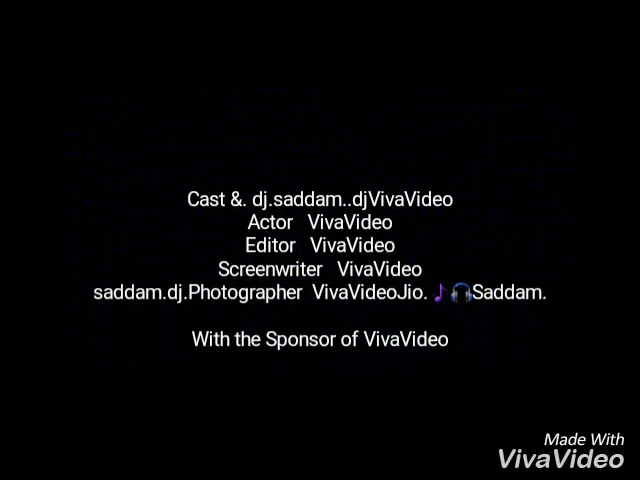 Cast &. dj.saddam..djVivaVideo
Actor VivaVideo
Editor VivaVideo
Screenwriter VivaVideo
saddam.dj.Photographer VivaVideoJio. 🎵🎧Saddam.
With the Sponsor of VivaVideo
Made With
VivaVideo